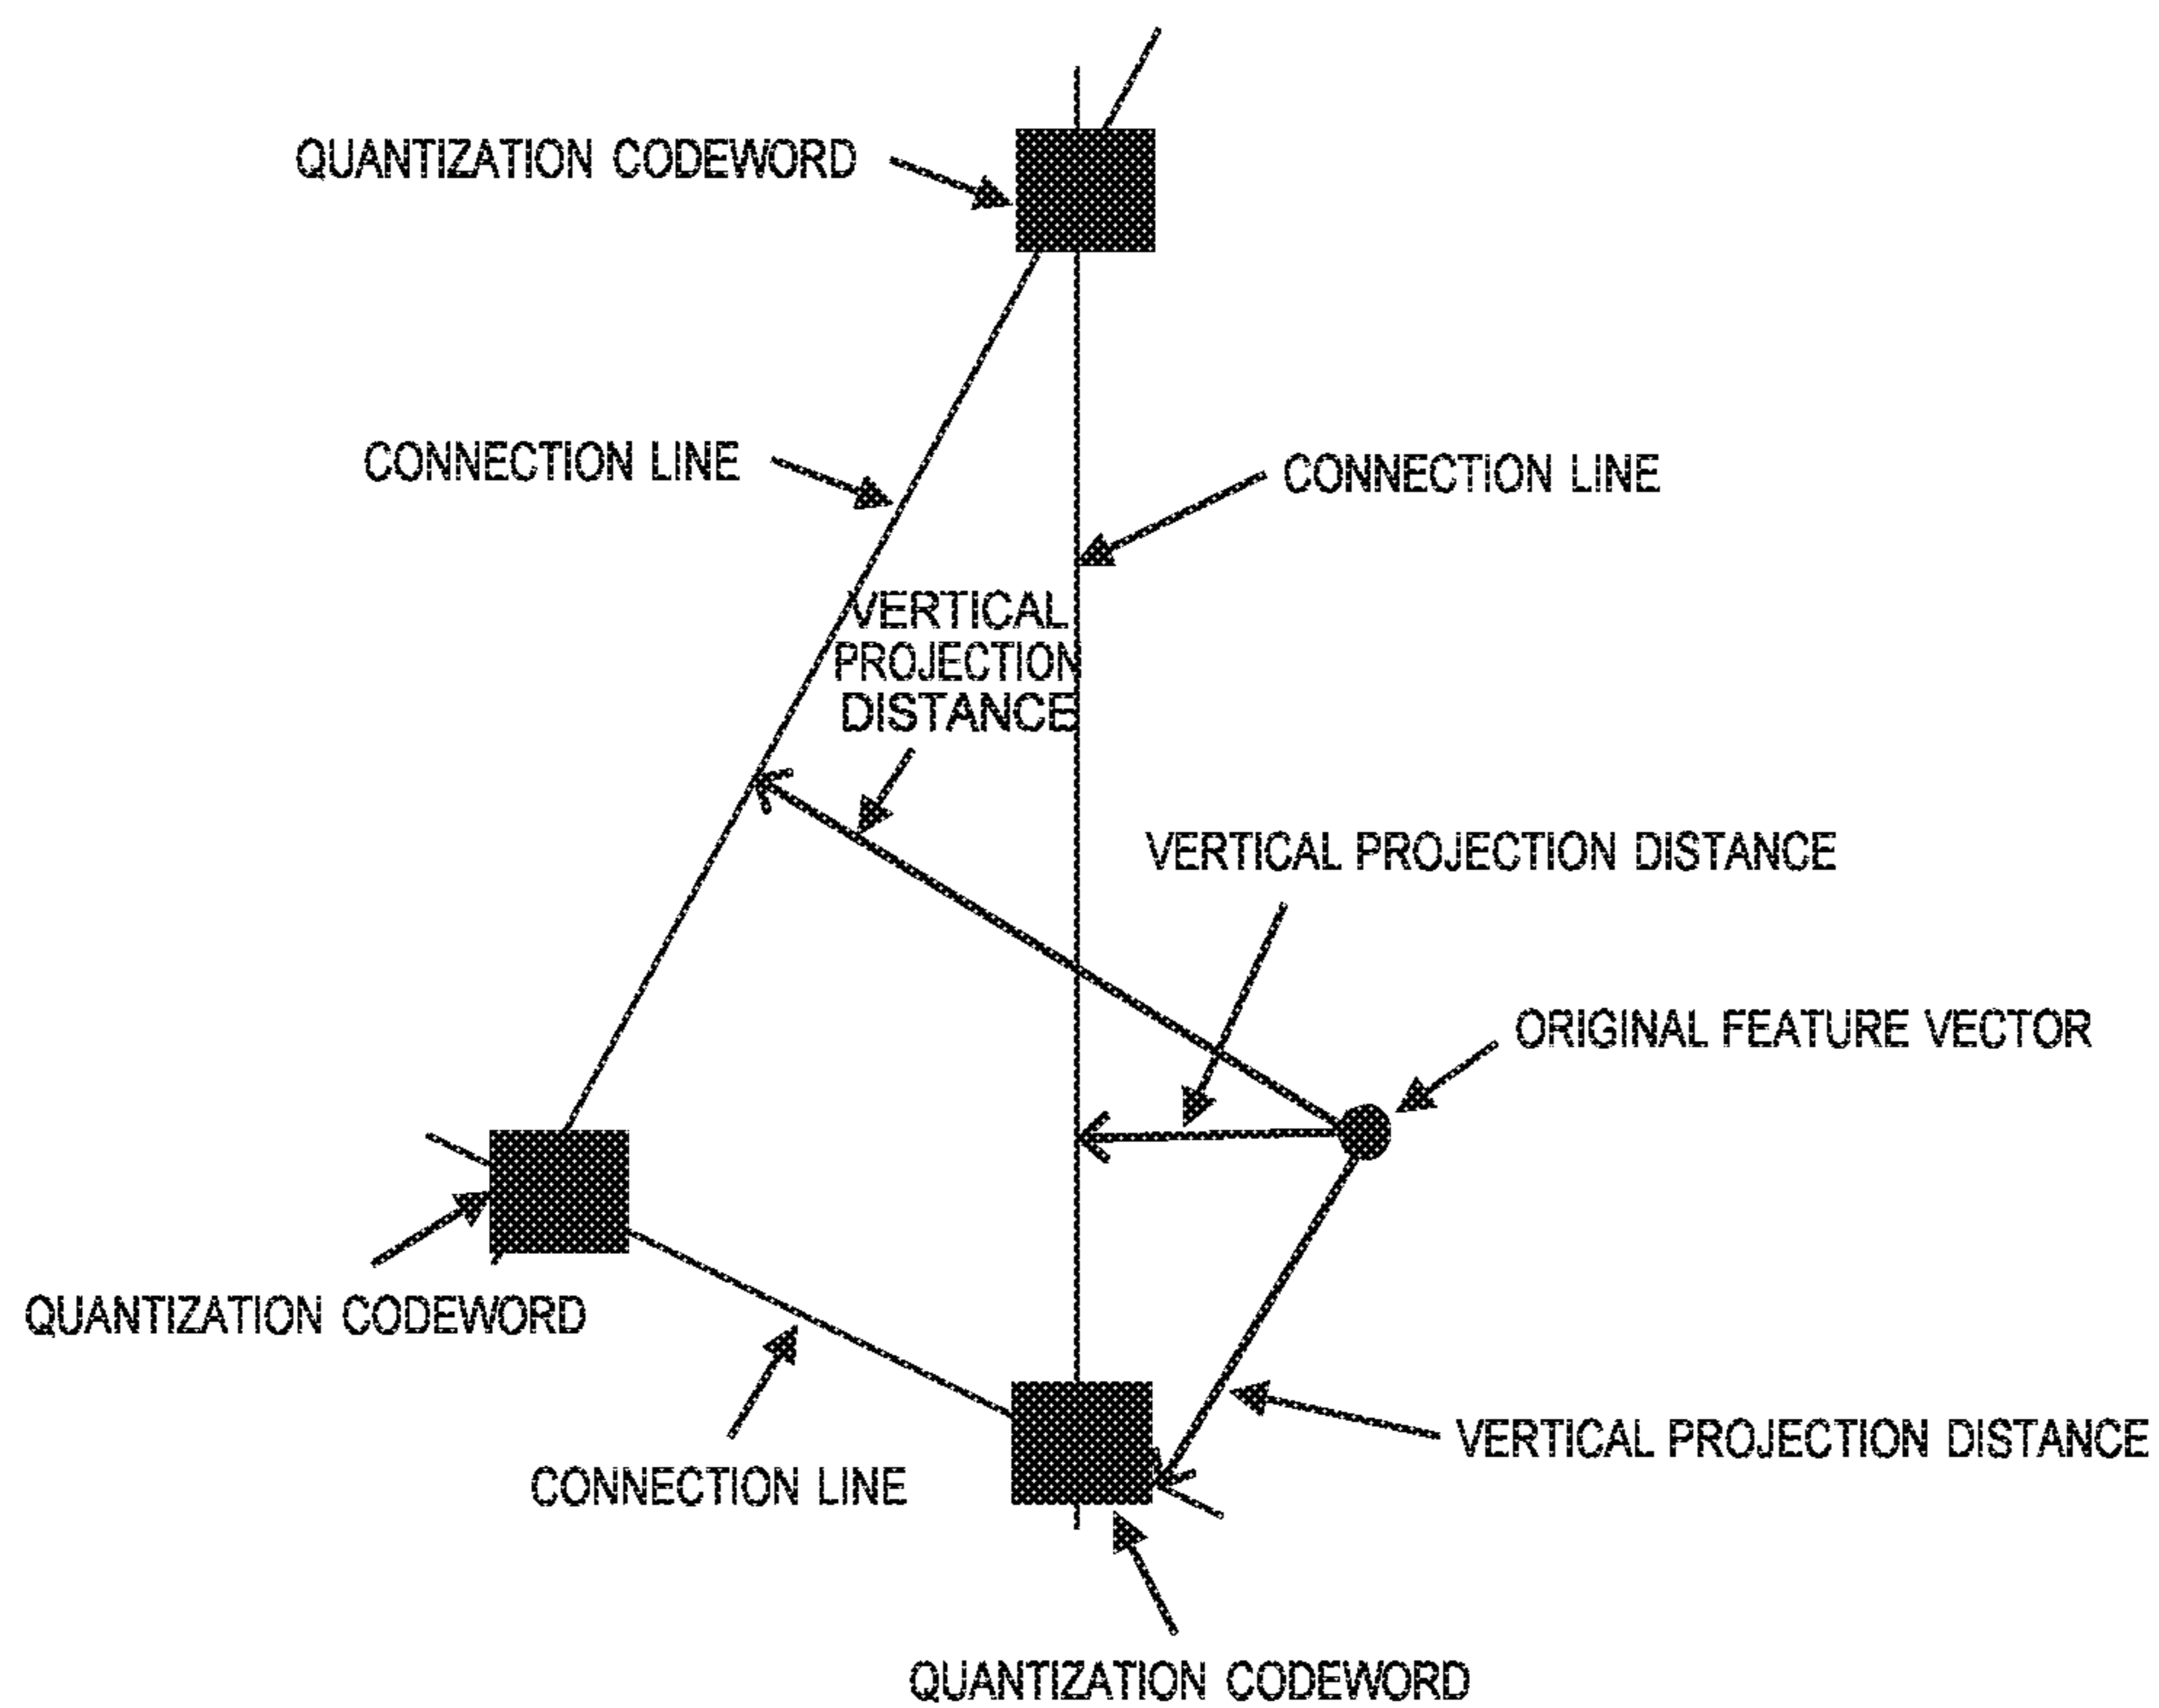 QUANTIZATION CODEWORD
CONNECTION LINE
CONNECTION LINE
VERTICAL
PROJECTION
DISTANCE
VERTICAL PROJECTION DISTANCE
ORIGINAL FEATURE VECTOR
QUANTIZATION CODEWORD
VERTICAL PROJECTION DISTANCE
CONNECTION LINE
QUANTIZATION CODEWORD